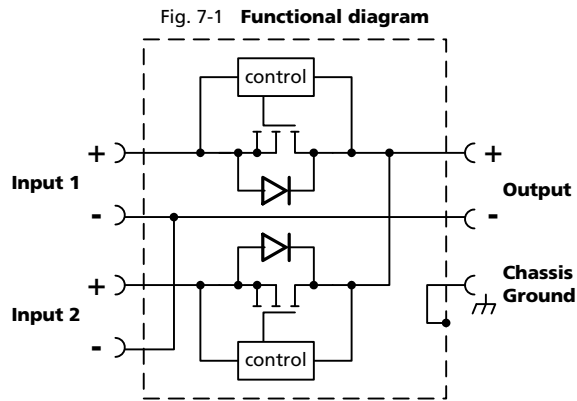 Fig. 7-1 Functional diagram
control
+ +
Input 1 Output
- -
+ Chassis
Ground
Input 2
-
control